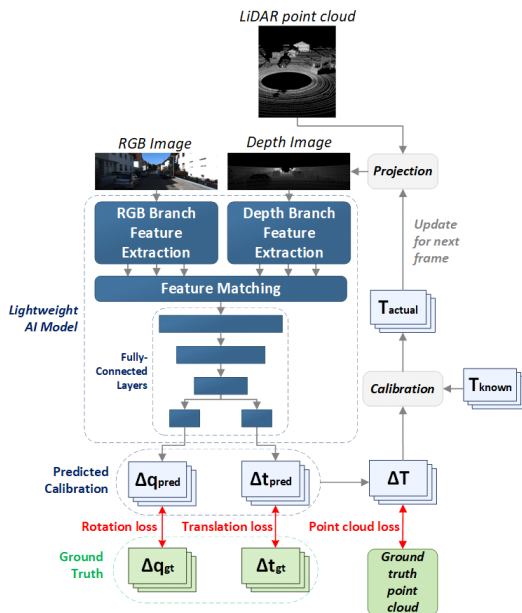 LiDAR point cloud
RGB Image
Depth Image
Projection
RGB Branch
Feature
Extraction
Depth Branch
Feature
Extraction
Update
for next
frame
Feature Matching
Lightweight
AI Model
Tactual
Fully-
Connected
Layers
Calibration
Tknown
Predicted
Calibration
Δqpred
Δtpred
ΔT
Rotation loss
Translation loss
Point cloud loss
Ground
Truth
Δqgt
Δtgt
Ground
truth
point
cloud